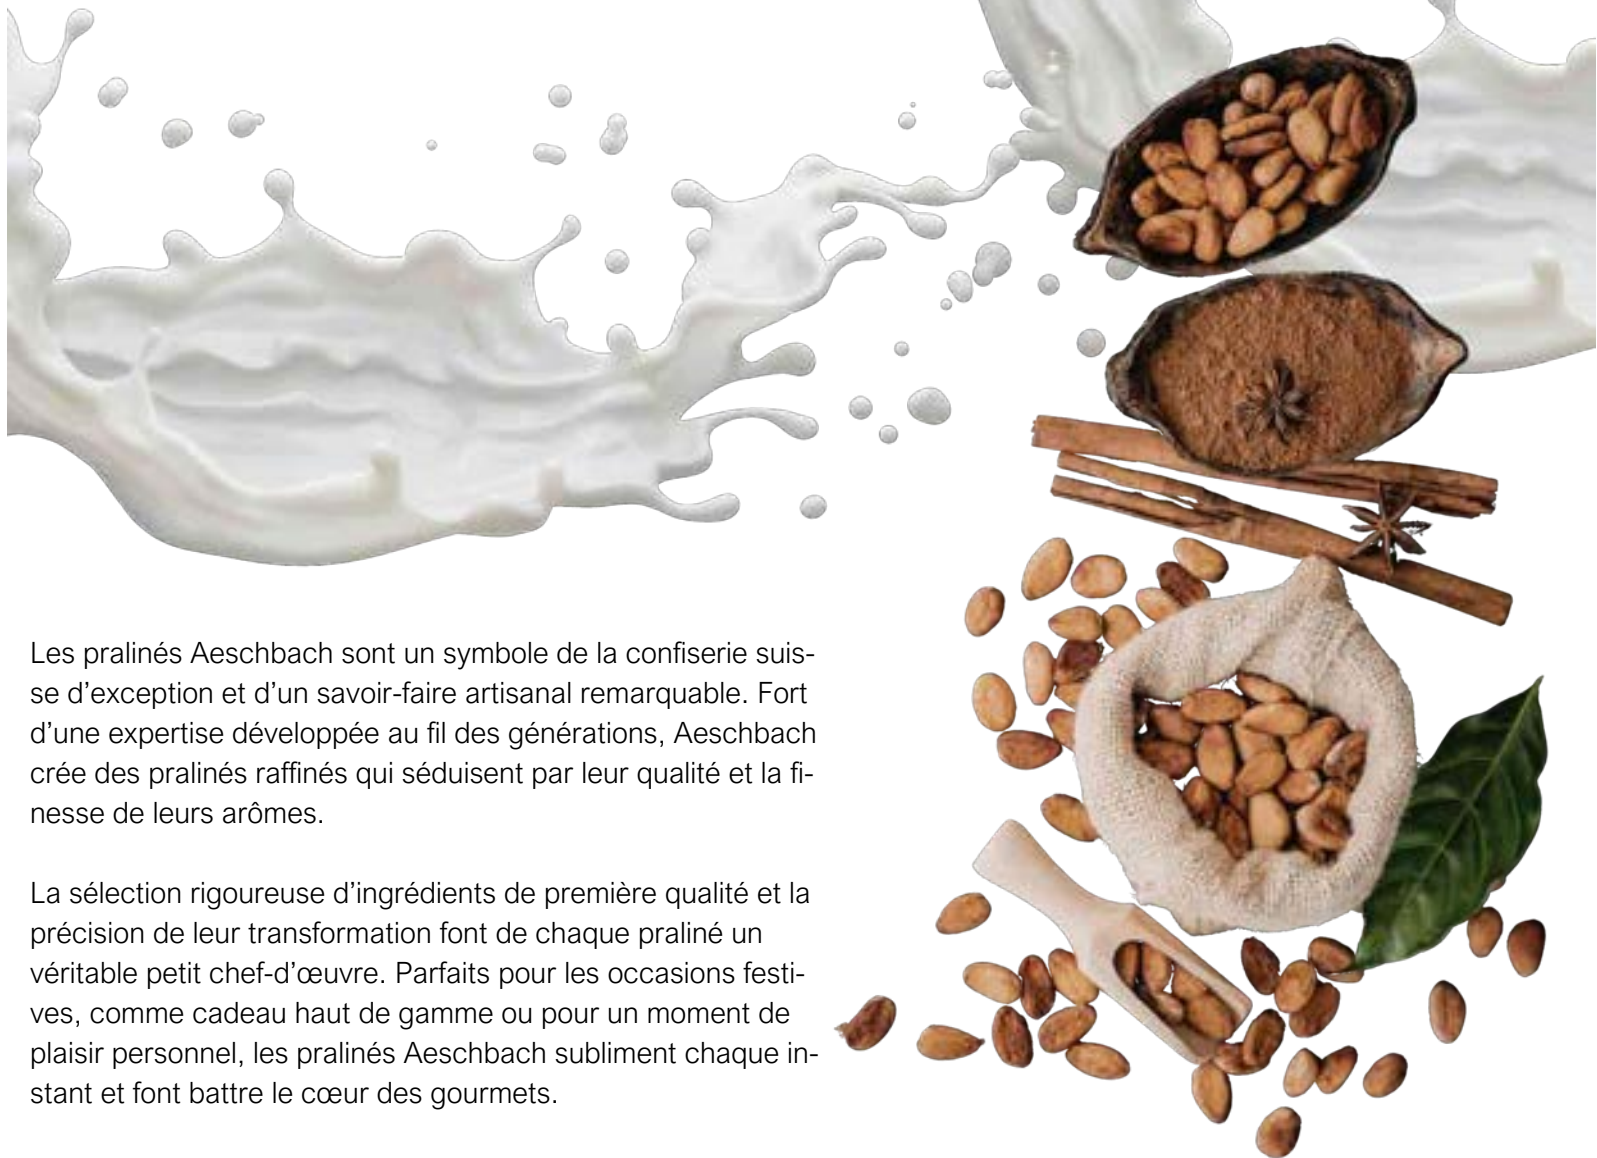 Les pralinés Aeschbach sont un symbole de la confiserie suis-
se d’exception et d’un savoir-faire artisanal remarquable. Fort
d’une expertise développée au fil des générations, Aeschbach
crée des pralinés raffinés qui séduisent par leur qualité et la fi-
nesse de leurs arômes.
La sélection rigoureuse d’ingrédients de première qualité et la
précision de leur transformation font de chaque praliné un
véritable petit chef-d’œuvre. Parfaits pour les occasions festi-
ves, comme cadeau haut de gamme ou pour un moment de
plaisir personnel, les pralinés Aeschbach subliment chaque in-
stant et font battre le cœur des gourmets.